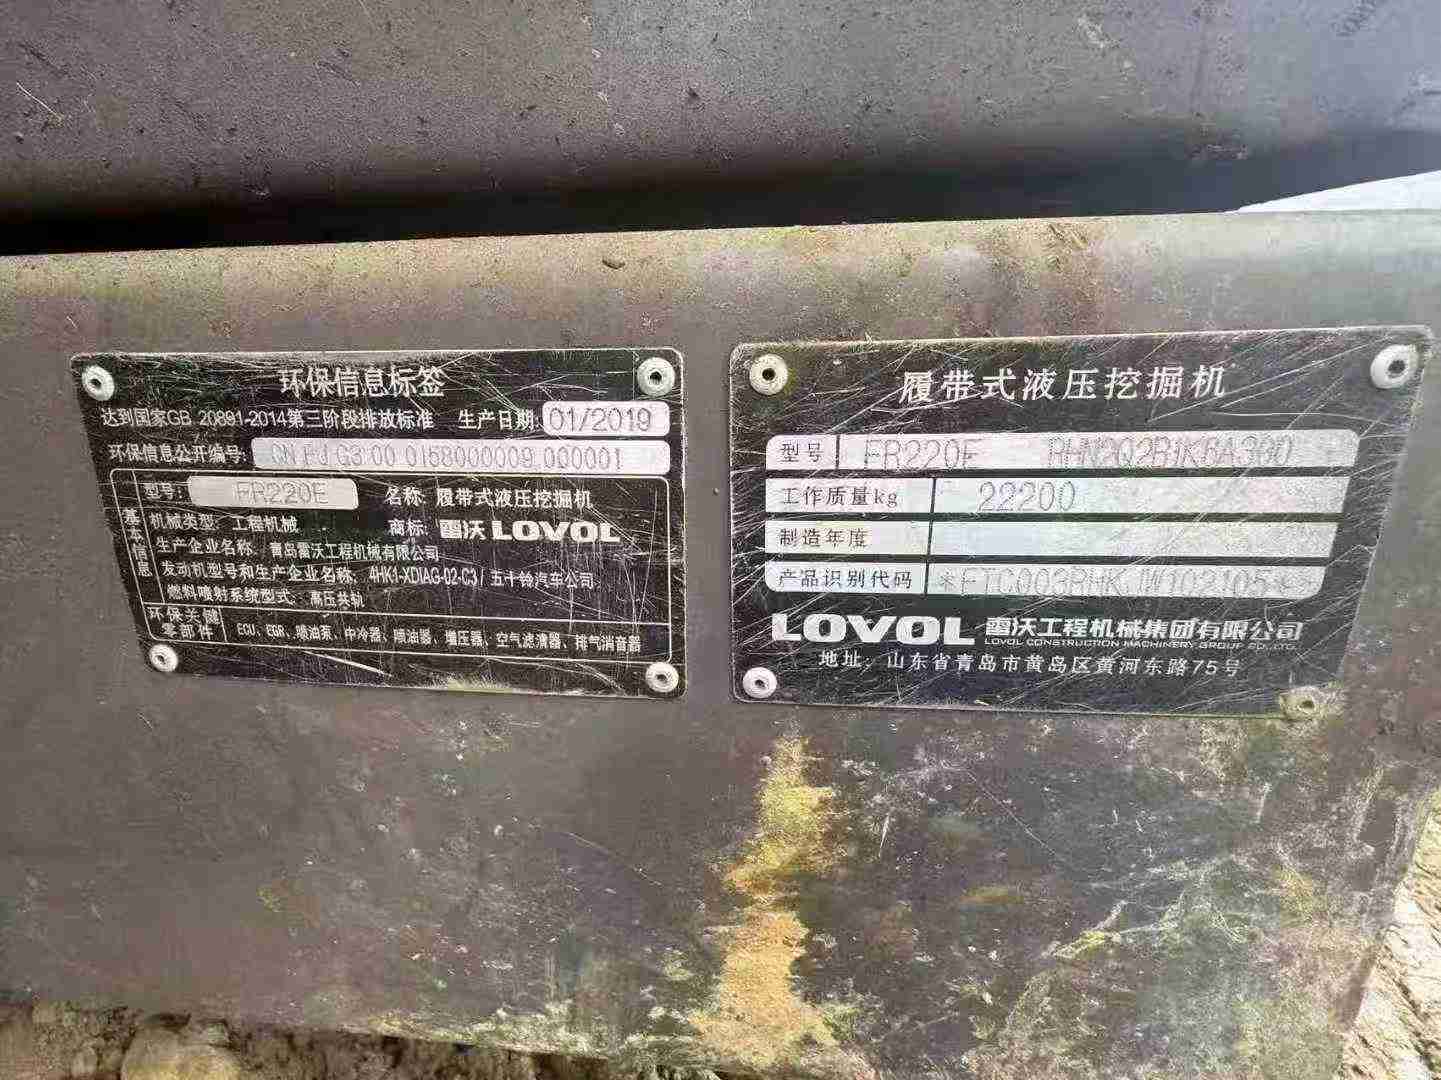 环保信息标签
达到国家GB 20891-2014第三阶段排放标准 生产日期: 01/2019
环保信息公开编号: CN FJ G3 00 0158000009 000001
型号: FR220E 名称: 履带式液压挖掘机
机械类型: 工程机械 商标: 雷沃 LOVOL
基本信息
生产企业名称: 青岛雷沃工程机械有限公司
发动机型号和生产企业名称: 4HK1-XDIAG-02-C3 / 五十铃汽车公司
燃料喷射系统型式: 高压共轨
环保关键零部件
ECU、EGR、喷油泵、中冷器、喷油器、增压器、空气滤清器、排气消音器
履带式液压挖掘机
型号 FR220E
工作质量kg 22200
制造年度
产品识别代码
LOVOL 雷沃工程机械集团有限公司
LOVOL CONSTRUCTION MACHINERY GROUP CO., LTG.
地址: 山东省青岛市黄岛区黄河东路75号